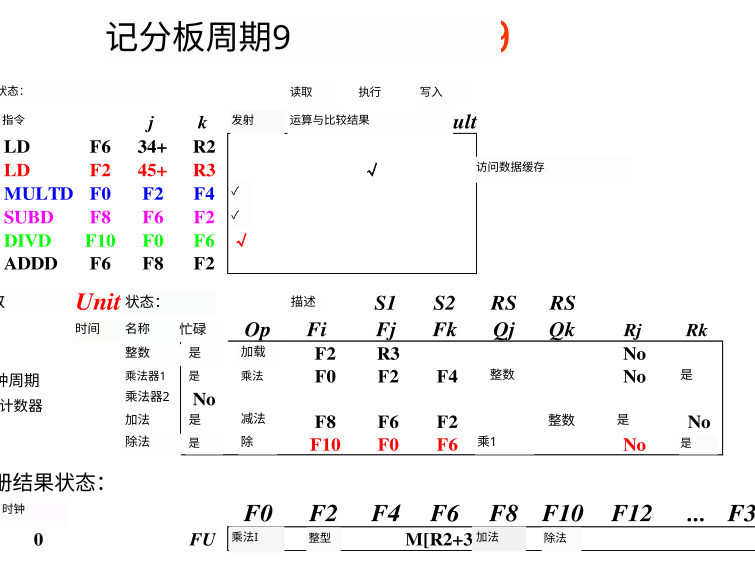 记分板周期9 9
状态： 读取 执行 写入
指令 j k 发射 运算与比较结果 ult
LD F6 34+ R2
LD F2 45+ R3 √ 访问数据缓存
MULTD F0 F2 F4 ✓
SUBD F8 F6 F2 ✓
DIVD F10 F0 F6 √
ADDD F6 F8 F2
Unit 状态： 描述 S1 S2 RS RS
时间 名称 忙碌 Op Fi Fj Fk Qj Qk Rj Rk
整数 是 加载 F2 R3 No
乘法器1 是 乘法 F0 F2 F4 整数 No 是
钟周期
乘法器2 No
计数器
加法 是 减法 F8 F6 F2 整数 是 No
除法 是 除 F10 F0 F6 乘1 No 是
册结果状态：
时钟 F0 F2 F4 F6 F8 F10 F12 ... F3
0 FU 乘法I 整型 M[R2+3 加法 除法